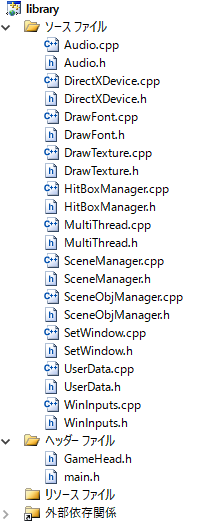 library
ソース ファイル
Audio.cpp
Audio.h
DirectXDevice.cpp
DirectXDevice.h
DrawFont.cpp
DrawFont.h
DrawTexture.cpp
DrawTexture.h
HitBoxManager.cpp
HitBoxManager.h
MultiThread.cpp
MultiThread.h
SceneManager.cpp
SceneManager.h
SceneObjManager.cpp
SceneObjManager.h
SetWindow.cpp
SetWindow.h
UserData.cpp
UserData.h
WinInputs.cpp
WinInputs.h
ヘッダー ファイル
GameHead.h
main.h
リソース ファイル
外部依存関係